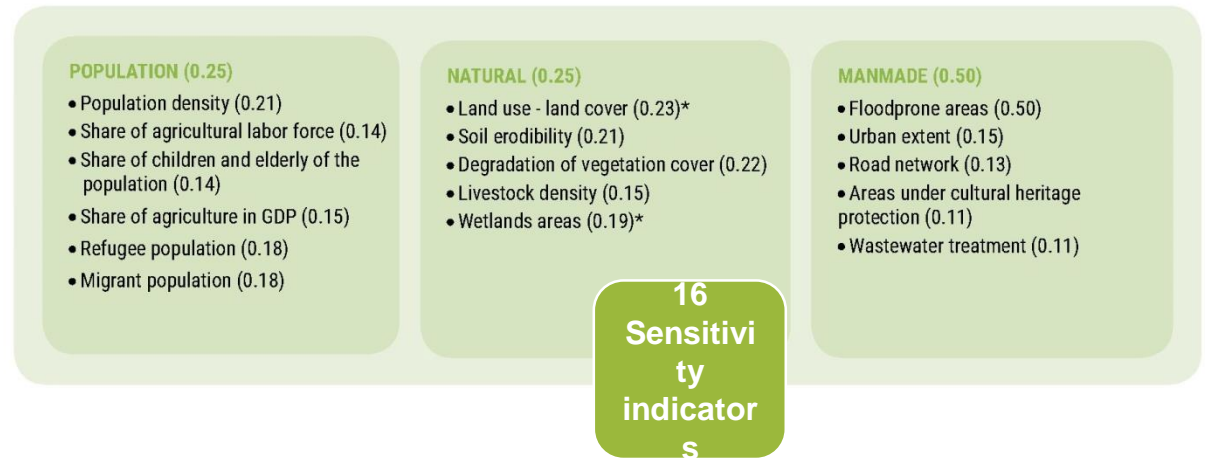 POPULATION (0.25)
• Population density (0.21)
• Share of agricultural labor force (0.14)
• Share of children and elderly of the
population (0.14)
• Share of agriculture in GDP (0.15)
• Refugee population (0.18)
• Migrant population (0.18)
NATURAL (0.25)
• Land use - land cover (0.23)*
• Soil erodibility (0.21)
• Degradation of vegetation cover (0.22)
• Livestock density (0.15)
• Wetlands areas (0.19)*
MANMADE (0.50)
• Floodprone areas (0.50)
• Urban extent (0.15)
• Road network (0.13)
• Areas under cultural heritage
protection (0.11)
• Wastewater treatment (0.11)
16
Sensitivi
ty
indicator
s